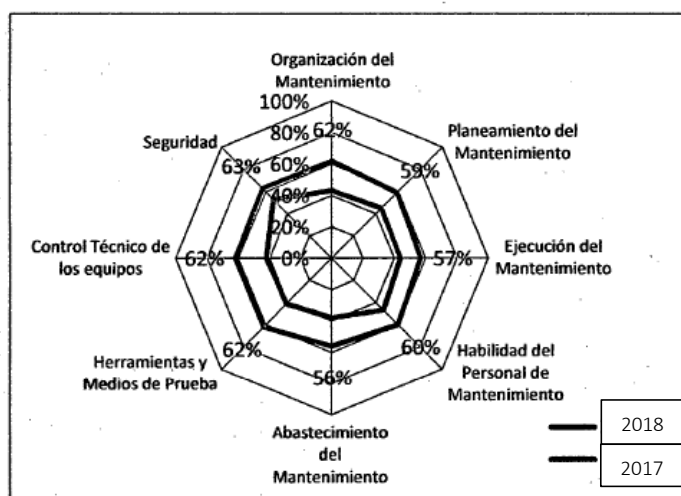 Organización del
Mantenimiento
100%
80%
62%
60%
40%
20%
0%
Planeamiento del
Mantenimiento
59%
Ejecución del
Mantenimiento
57%
Habilidad del
Personal de
Mantenimiento
60%
Abastecimiento
del
Mantenimiento
56%
Herramientas y
Medios de Prueba
62%
Control Técnico de
los equipos
62%
Seguridad
63%
2018
2017